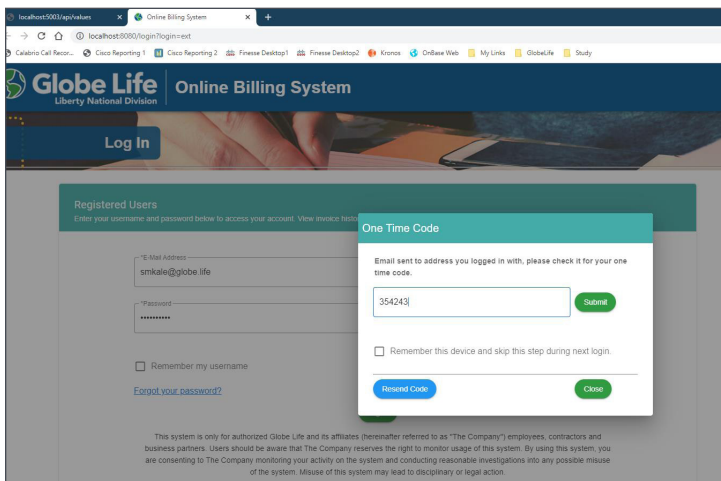 localhost:5003/api/values
Online Billing System
localhost:8080/login?login=ext
Calabrio Call Recor...
Cisco Reporting 1
Cisco Reporting 2
Finesse Desktop1
Finesse Desktop2
Kronos
OnBase Web
My Links
GlobeLife
Study
Globe Life
Liberty National Division
Online Billing System
Log In
Registered Users
Enter your username and password below to access your account. View invoice histo
*E-Mail Address
smkale@globe.life
*Password
••••••••••
Remember my username
Forgot your password?
One Time Code
Email sent to address you logged in with, please check it for your one
time code.
354243
Submit
Remember this device and skip this step during next login.
Resend Code
Close
This system is only for authorized Globe Life and its affiliates (hereinafter referred to as "The Company") employees, contractors and
business partners. Users should be aware that The Company reserves the right to monitor usage of this system. By using this system, you
are consenting to The Company monitoring your activity on the system and conducting reasonable investigations into any possible misuse
of the system. Misuse of this system may lead to disciplinary or legal action.